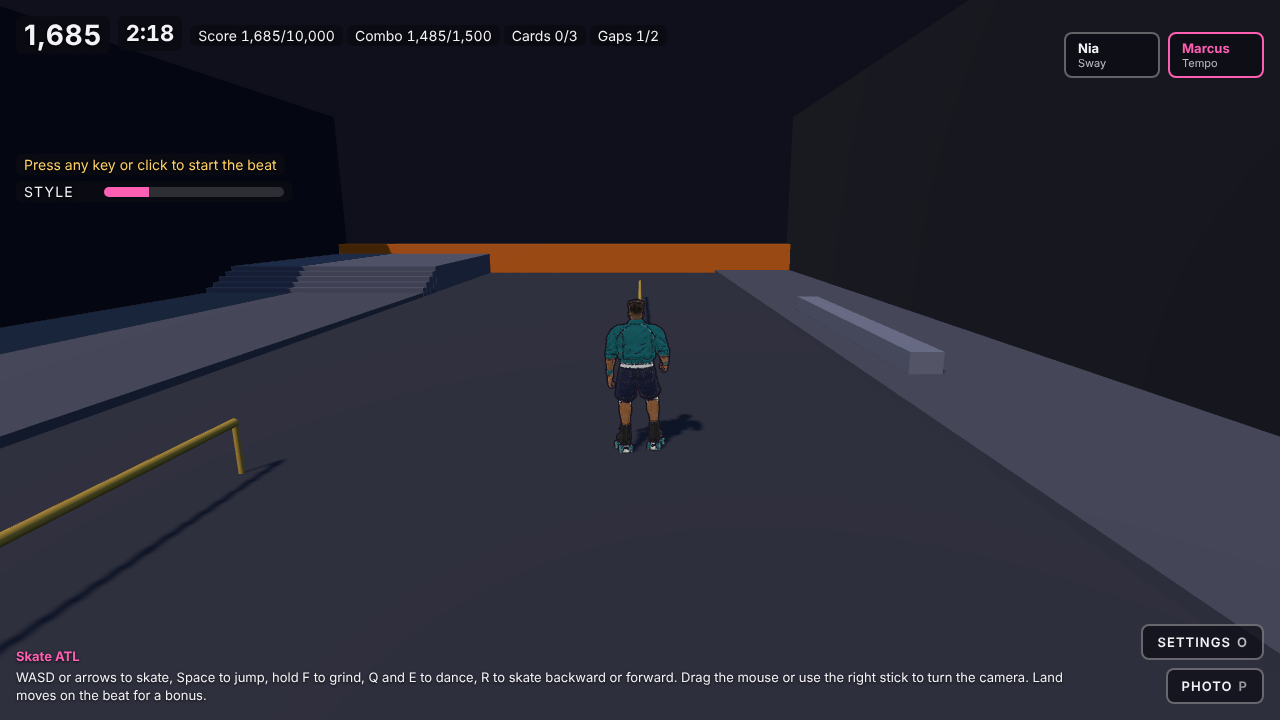 1,685 2:18 Score 1,685/10,000 Combo 1,485/1,500 Cards 0/3 Gaps 1/2
Nia
Sway
Marcus
Tempo
Press any key or click to start the beat
STYLE
SETTINGS O
PHOTO P
Skate ATL
WASD or arrows to skate, Space to jump, hold F to grind, Q and E to dance, R to skate backward or forward. Drag the mouse or use the right stick to turn the camera. Land
moves on the beat for a bonus.